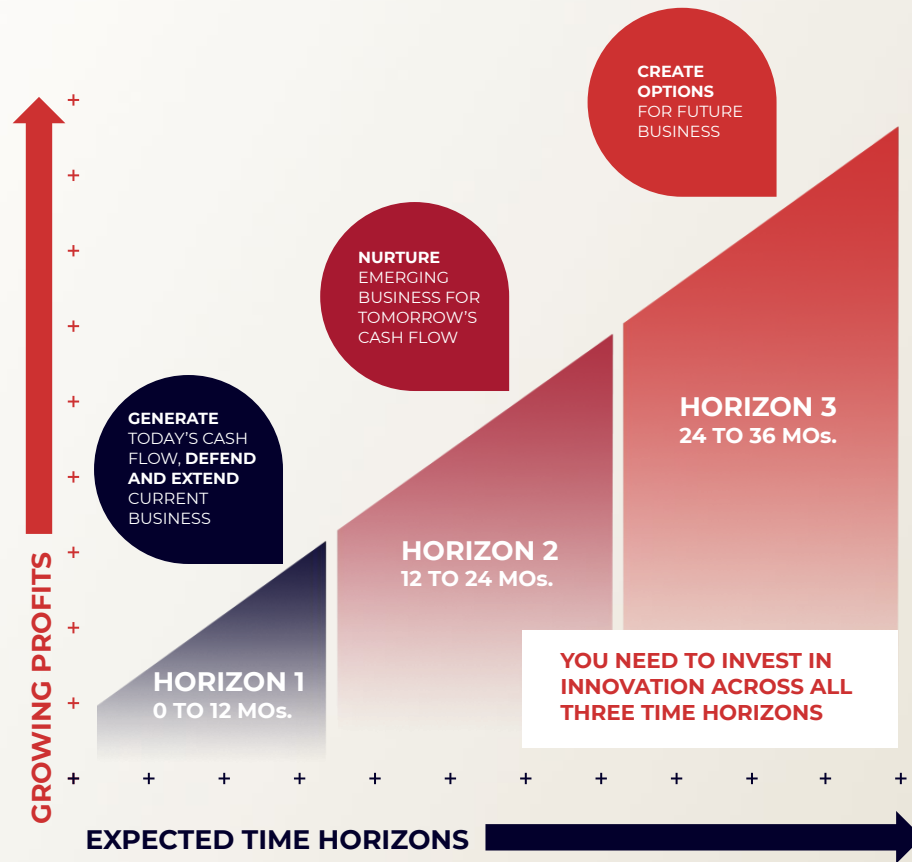 CREATE
OPTIONS
FOR FUTURE
BUSINESS
NURTURE
EMERGING
BUSINESS FOR
TOMORROW'S
CASH FLOW
GENERATE
TODAY'S CASH
FLOW, DEFEND
AND EXTEND
CURRENT
BUSINESS
HORIZON 3
24 TO 36 MOs.
HORIZON 2
12 TO 24 MOs.
HORIZON 1
0 TO 12 MOs.
YOU NEED TO INVEST IN
INNOVATION ACROSS ALL
THREE TIME HORIZONS
GROWING PROFITS
EXPECTED TIME HORIZONS